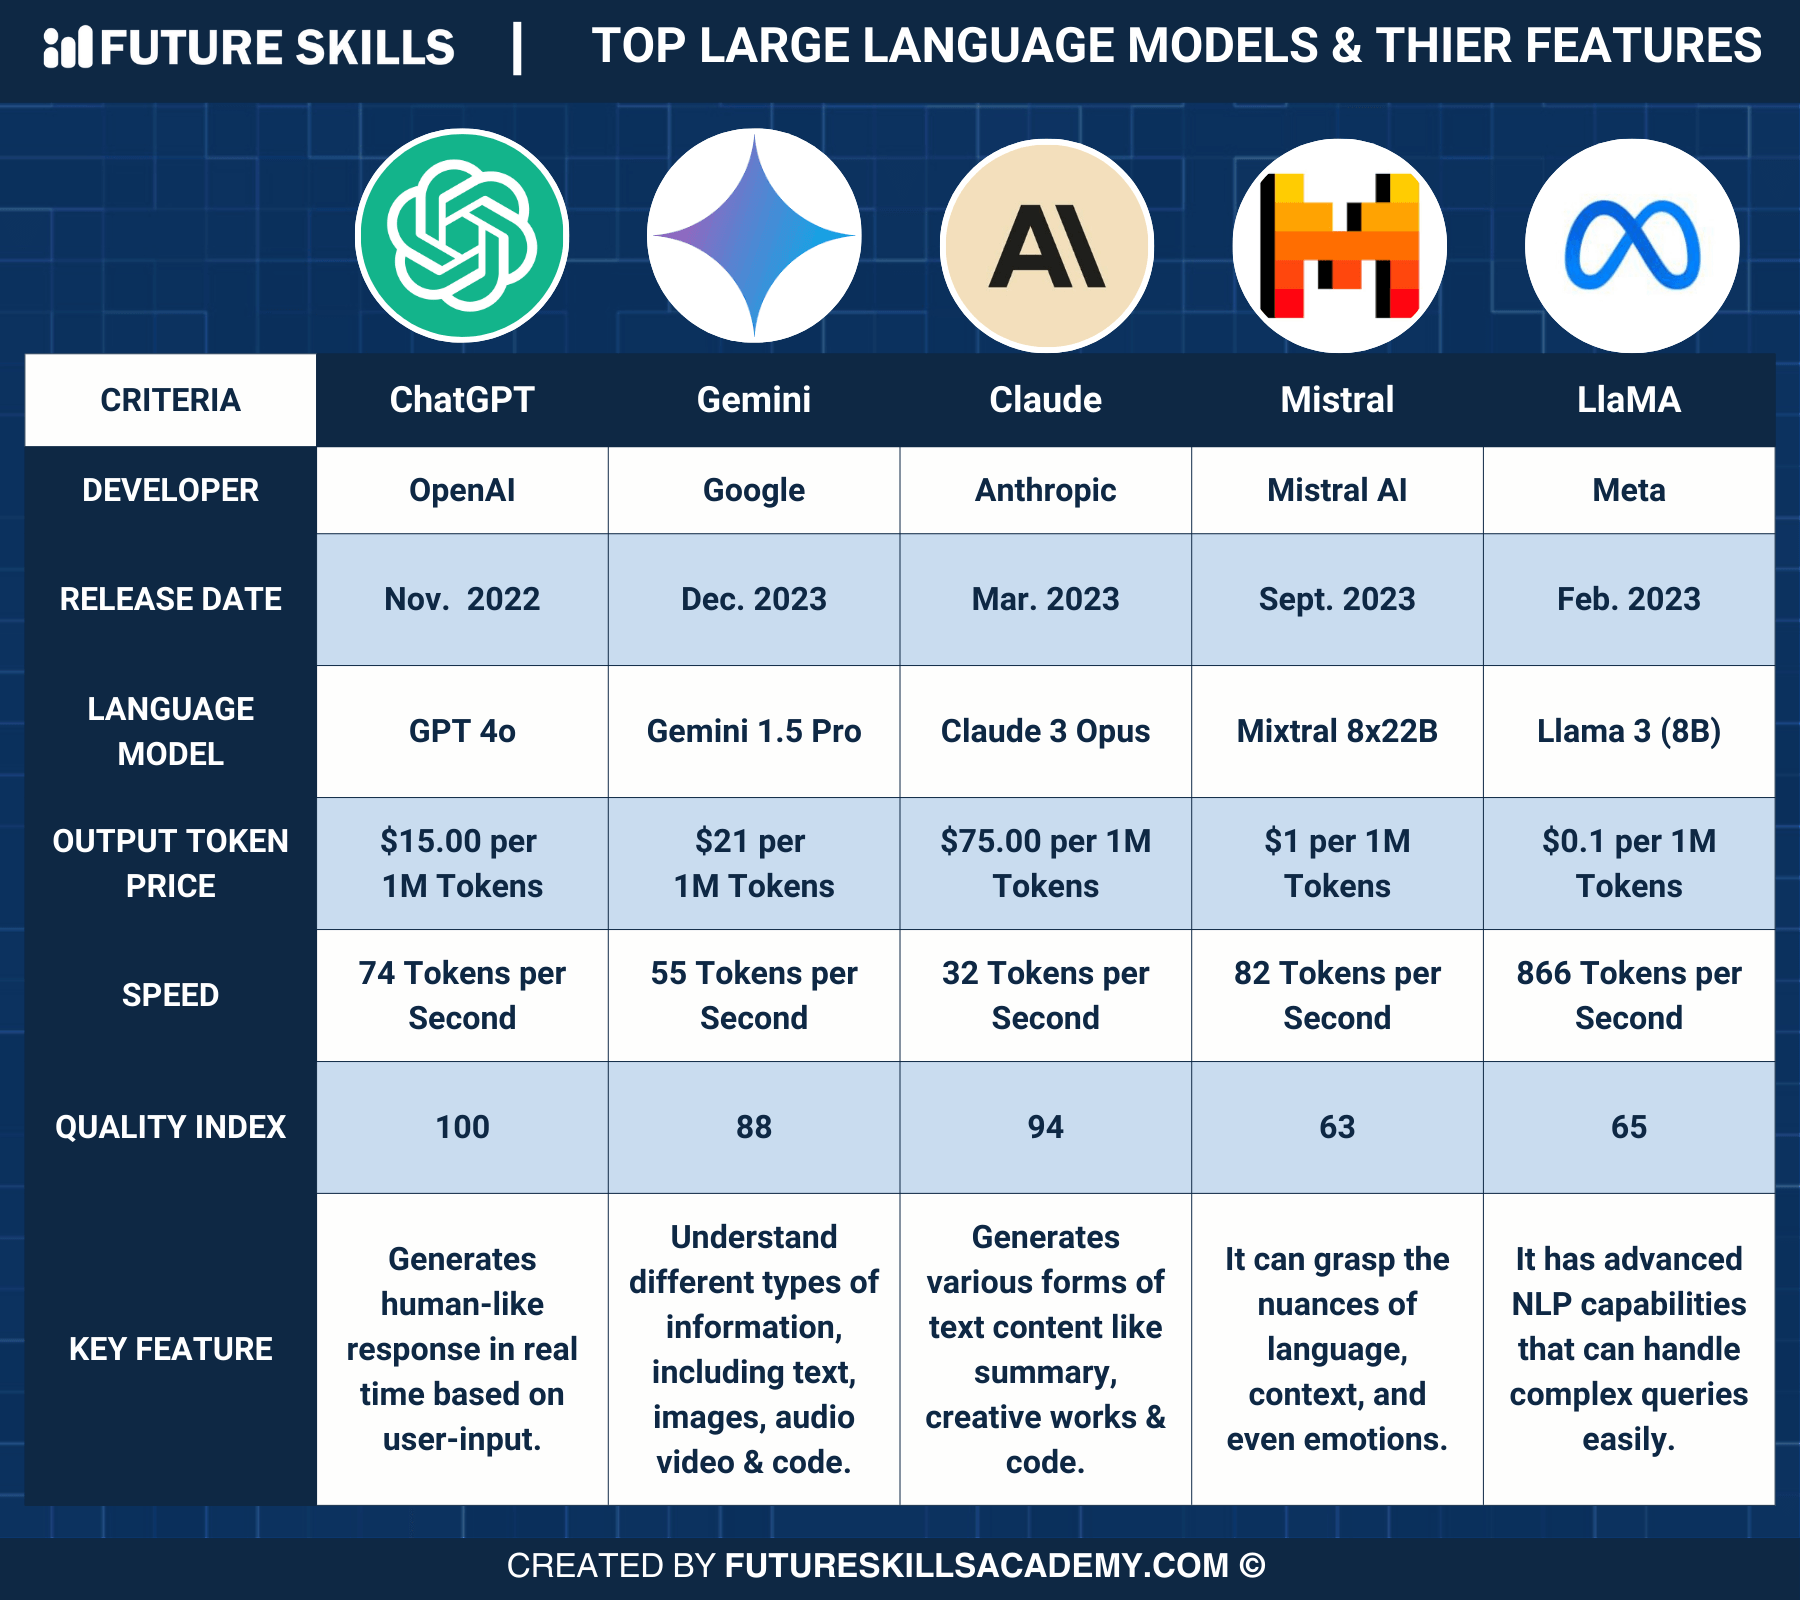 FUTURE SKILLS | TOP LARGE LANGUAGE MODELS & THIER FEATURES
CRITERIA ChatGPT Gemini Claude Mistral LlaMA
DEVELOPER OpenAI Google Anthropic Mistral AI Meta
RELEASE DATE Nov. 2022 Dec. 2023 Mar. 2023 Sept. 2023 Feb. 2023
LANGUAGE
MODEL
GPT 4o Gemini 1.5 Pro Claude 3 Opus Mixtral 8x22B Llama 3 (8B)
OUTPUT TOKEN
PRICE
$15.00 per
1M Tokens
$21 per
1M Tokens
$75.00 per 1M
Tokens
$1 per 1M
Tokens
$0.1 per 1M
Tokens
SPEED
74 Tokens per
Second
55 Tokens per
Second
32 Tokens per
Second
82 Tokens per
Second
866 Tokens per
Second
QUALITY INDEX 100 88 94 63 65
KEY FEATURE
Generates
human-like
response in real
time based on
user-input.
Understand
different types of
information,
including text,
images, audio
video & code.
Generates
various forms of
text content like
summary,
creative works &
code.
It can grasp the
nuances of
language,
context, and
even emotions.
It has advanced
NLP capabilities
that can handle
complex queries
easily.
CREATED BY FUTURESKILLSACADEMY.COM ©